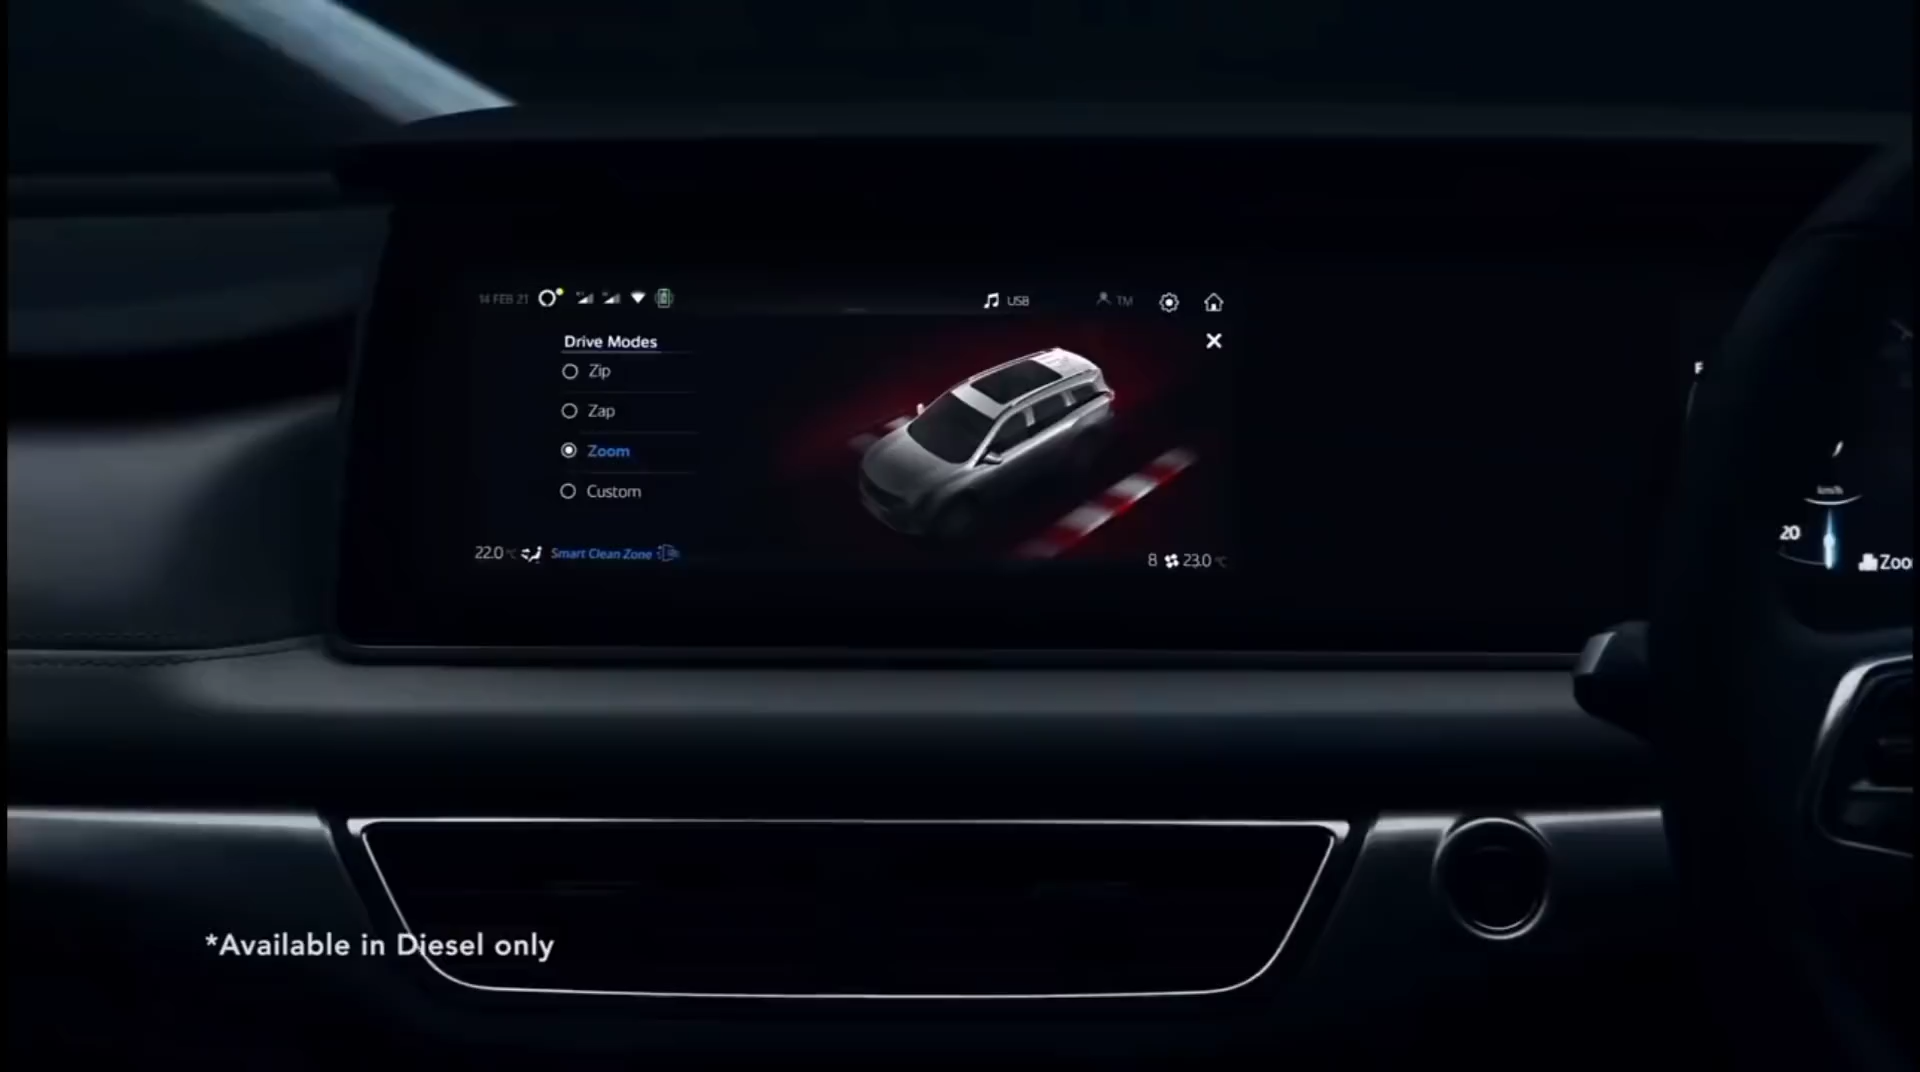 14 FEB 21
USB
TM
Drive Modes
Zip
Zap
Zoom
Custom
22.0 °C
Smart Clean Zone
8
23.0 °C
km/h
20
*Available in Diesel only